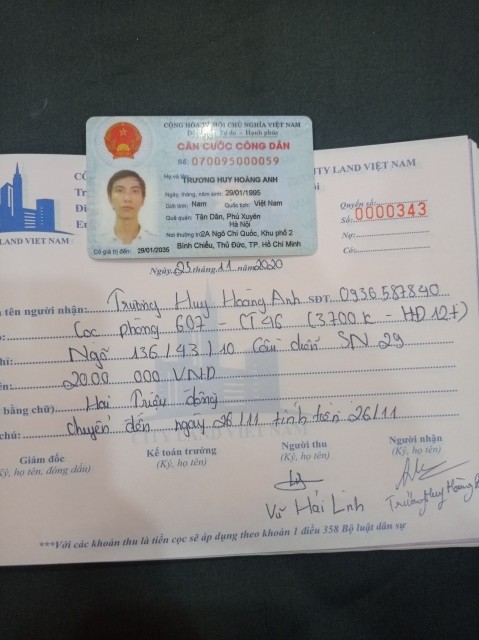 CỘNG HÒA XÃ HỘI CHỦ NGHĨA VIỆT NAM
Độc lập - Tự do - Hạnh phúc
CĂN CƯỚC CÔNG DÂN
Số: 070095000059
Họ và tên:
TRƯƠNG HUY HOÀNG ANH
Ngày, tháng, năm sinh: 29/01/1995
Giới tính: Nam Quốc tịch: Việt Nam
Quê quán: Tân Dân, Phú Xuyên
Hà Nội
Nơi thường trú: 2A Ngô Chí Quốc, Khu phố 2
Có giá trị đến: 29/01/2035 Bình Chiểu, Thủ Đức, TP. Hồ Chí Minh
ITY LAND VIỆT NAM
LAND VIET NAM
Quyển số:
Số: 0000343
Nợ:
Có:
Ngày 25 tháng 11 năm 2020
tên người nhận: Trương Huy Hoàng Anh SĐT: 0936.587840
Cọc phòng 607 - CT46 (3700k - HĐ 12t)
Ngõ 136/43/10 Cầu diễn SN 29
2000 000 VNĐ
bằng chữ) Hai Triệu đồng
chú: chuyển đến ngày 26/11 tính tiền 26/11
CITY LAND VIET NAM
Giám đốc Kế toán trưởng Người thu Người nhận
(Ký, họ tên, đóng dấu) (Ký, họ tên) (Ký, họ tên) (Ký, họ tên)
Vũ Hải Linh Trương Huy Hoàng
***Với các khoản thu là tiền cọc sẽ áp dụng theo khoản 1 điều 358 Bộ luật dân sự